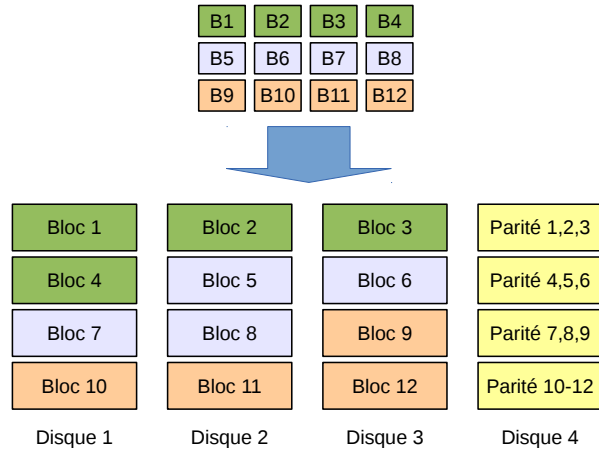 B1 B2 B3 B4
B5 B6 B7 B8
B9 B10 B11 B12
Bloc 1 Bloc 2 Bloc 3 Parité 1,2,3
Bloc 4 Bloc 5 Bloc 6 Parité 4,5,6
Bloc 7 Bloc 8 Bloc 9 Parité 7,8,9
Bloc 10 Bloc 11 Bloc 12 Parité 10-12
Disque 1 Disque 2 Disque 3 Disque 4